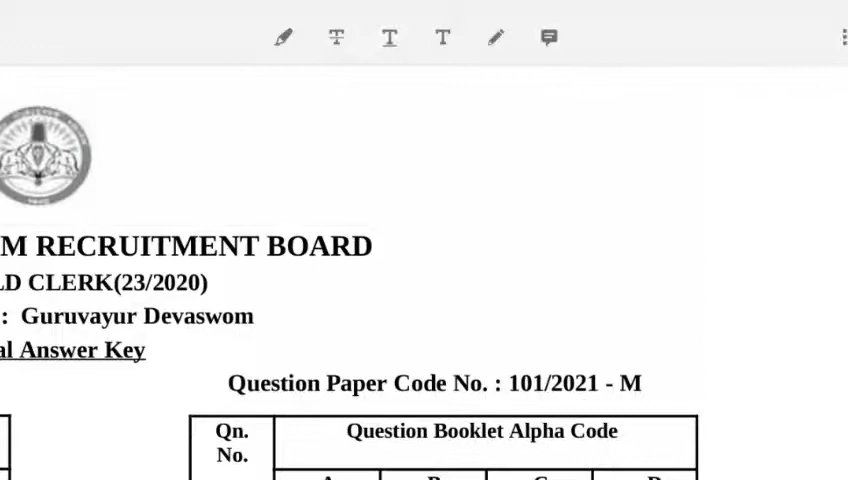 M RECRUITMENT BOARD
LD CLERK(23/2020)
: Guruvayur Devaswom
al Answer Key
Question Paper Code No. : 101/2021 - M
Qn. No.
Question Booklet Alpha Code
A B C D